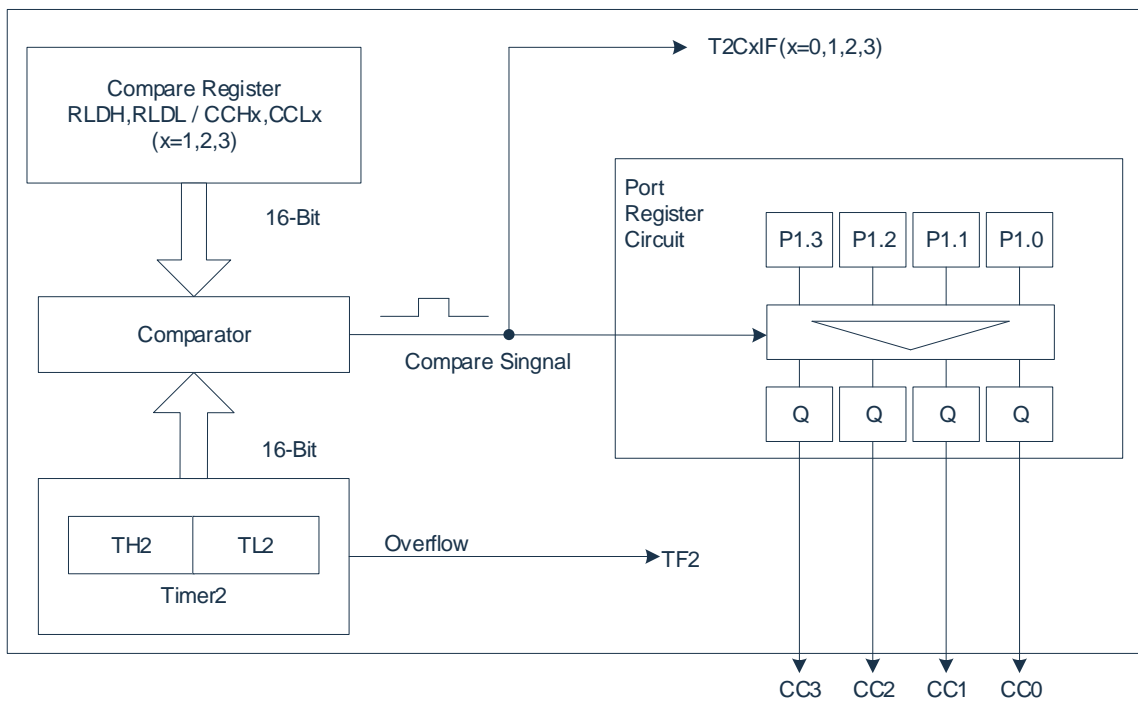 Compare Register
RLDH,RLDL / CCHx,CCLx
(x=1,2,3)
T2CxIF(x=0,1,2,3)
16-Bit
Port
Register
Circuit
P1.3 P1.2 P1.1 P1.0
Comparator
Compare Singnal
Q Q Q Q
16-Bit
TH2 TL2
Timer2
Overflow
TF2
CC3 CC2 CC1 CC0